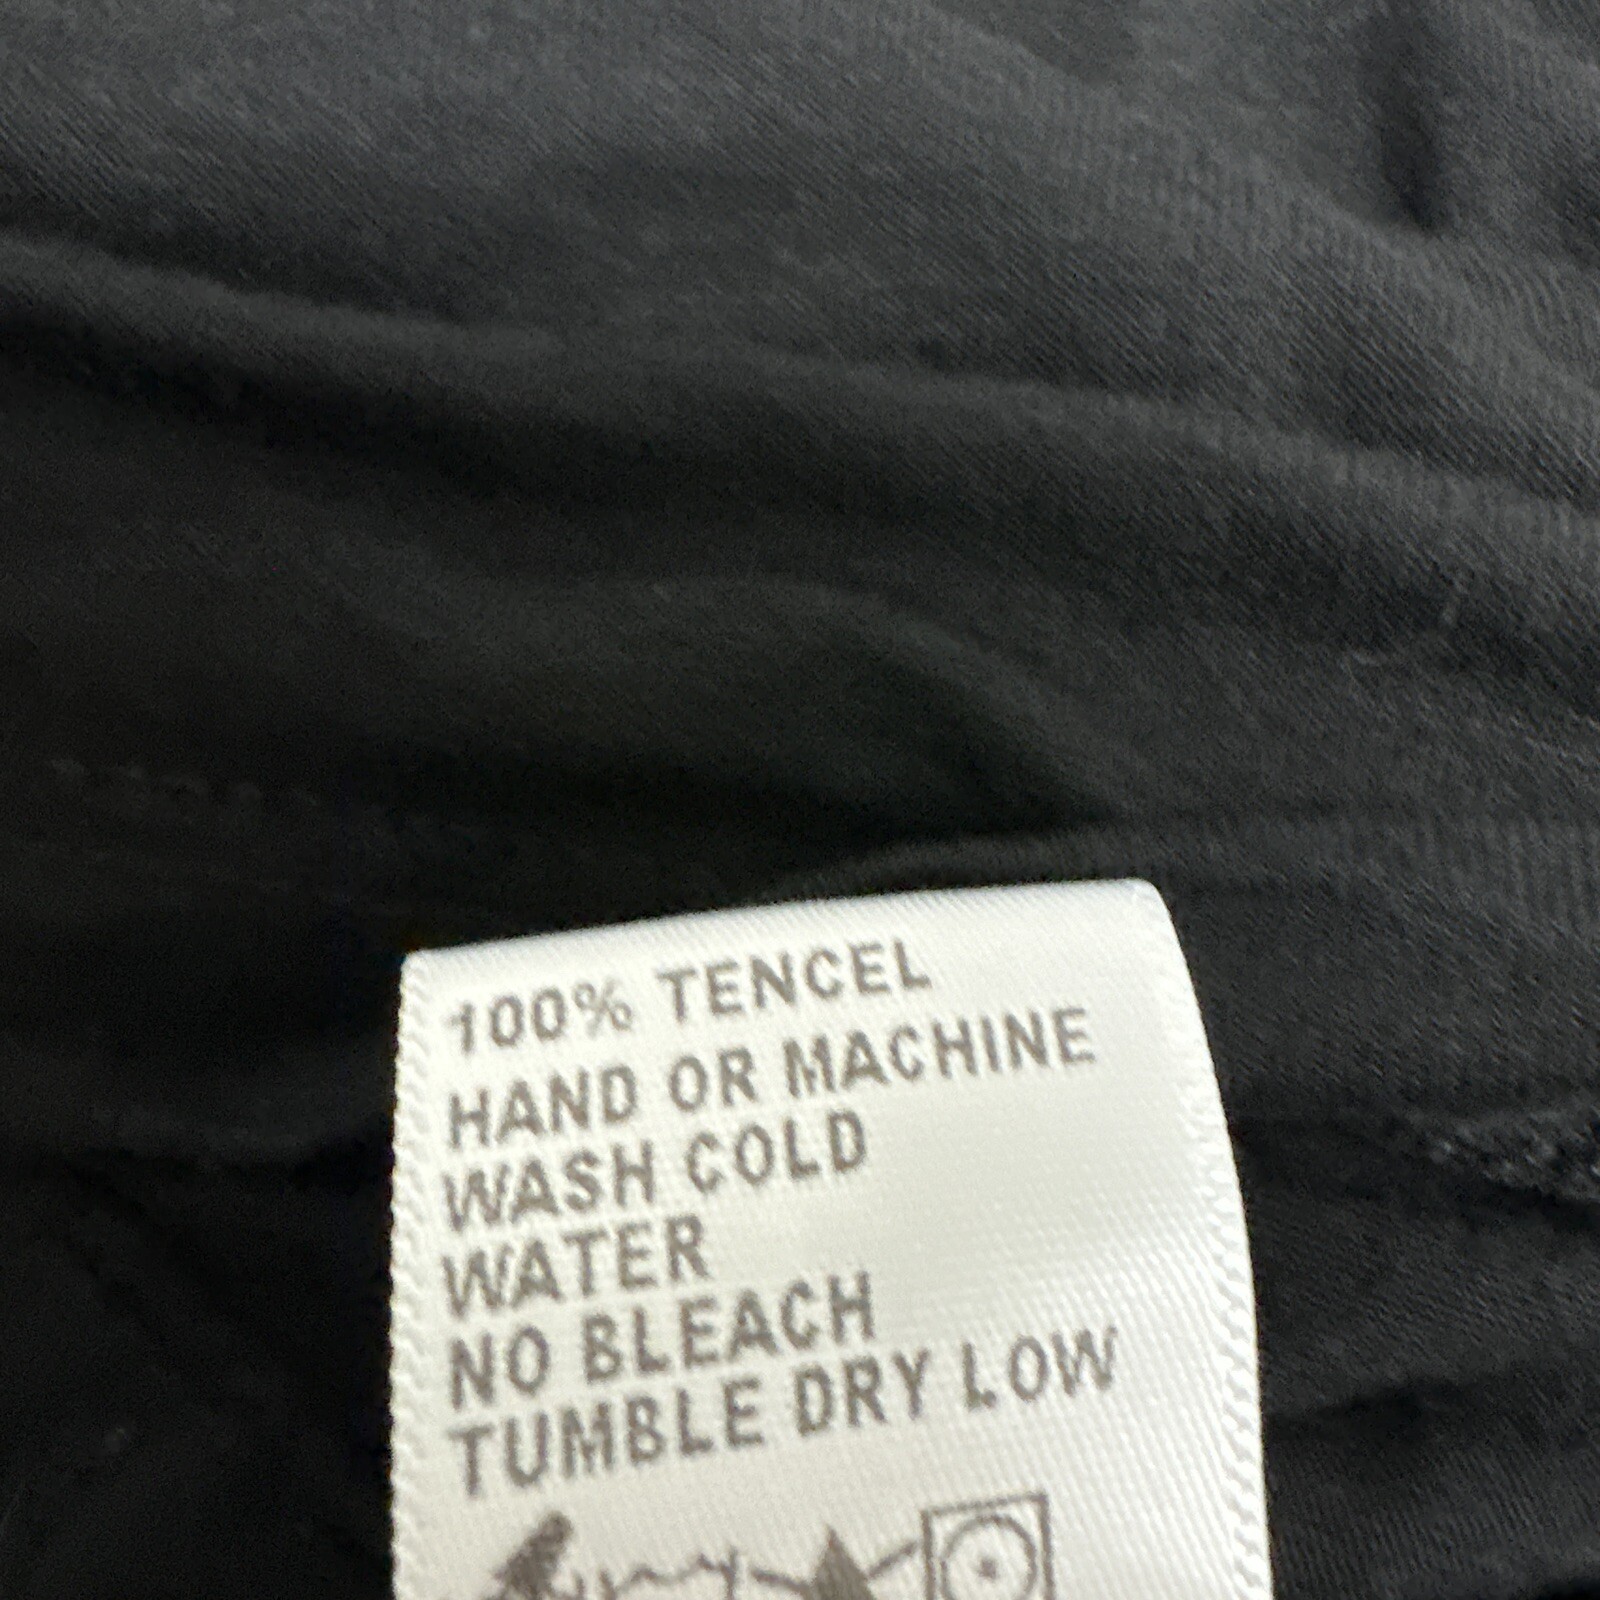 100% TENCEL
HAND OR MACHINE
WASH COLD
WATER
NO BLEACH
TUMBLE DRY LOW